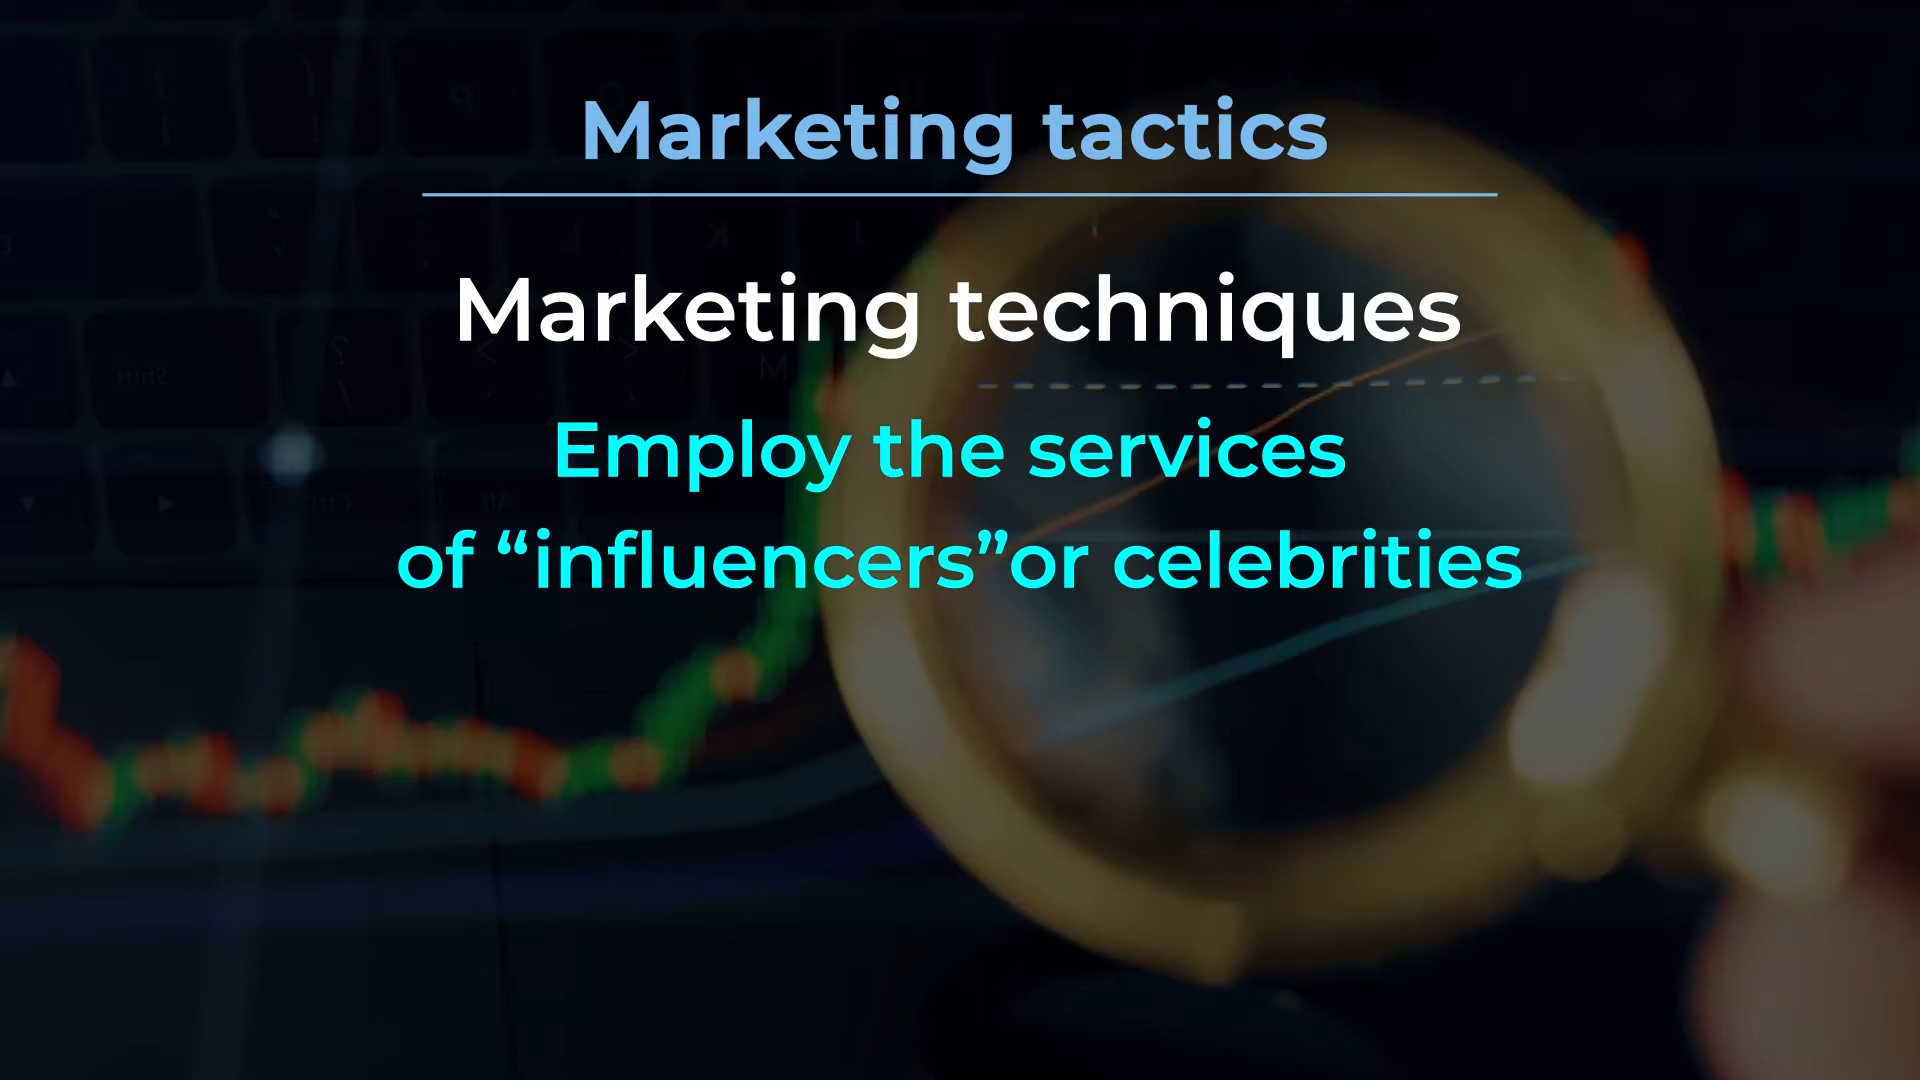 Marketing tactics
Marketing techniques
Employ the services
of “influencers”or celebrities